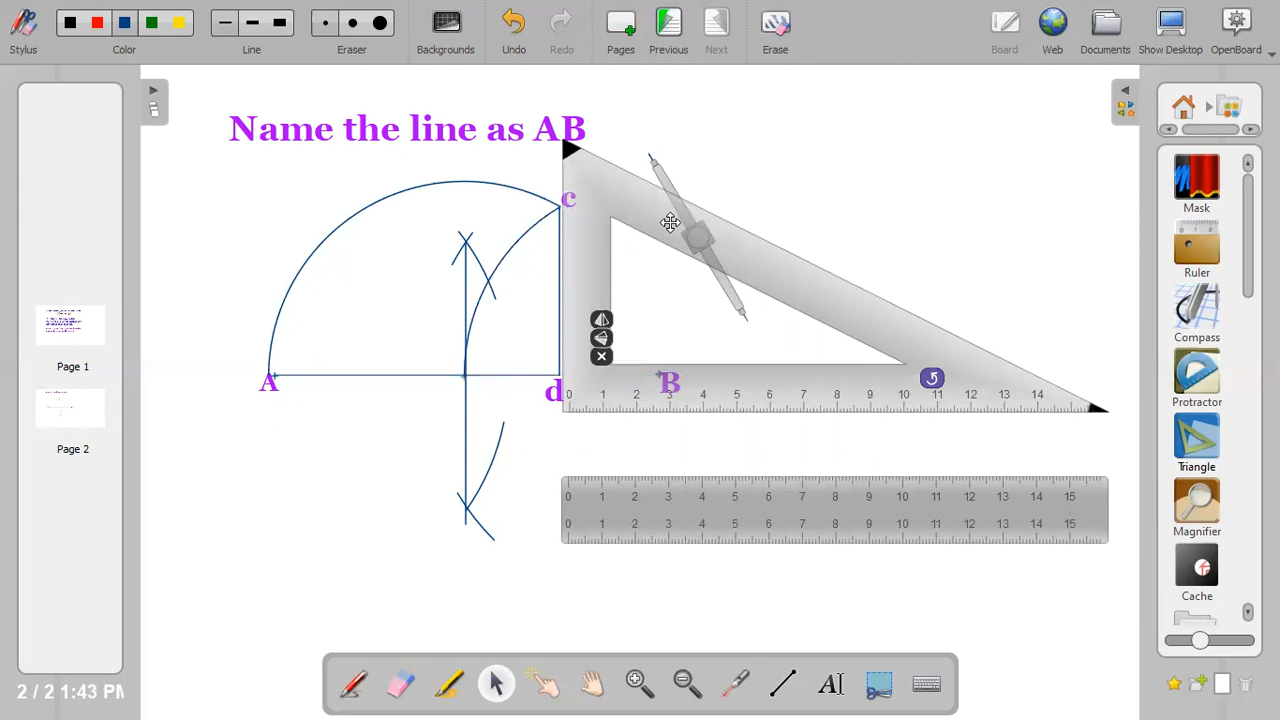 Stylus Color Line Eraser Backgrounds Undo Redo Pages Previous Next Erase Board Web Documents Show Desktop OpenBoard
Name the line as AB
c
A
d
B
0 1 2 3 4 5 6 7 8 9 10 11 12 13 14
0 1 2 3 4 5 6 7 8 9 10 11 12 13 14 15
0 1 2 3 4 5 6 7 8 9 10 11 12 13 14 15
Page 1
Page 2
2 / 2 1:43 PM
Mask
Ruler
Compass
Protractor
Triangle
Magnifier
Cache